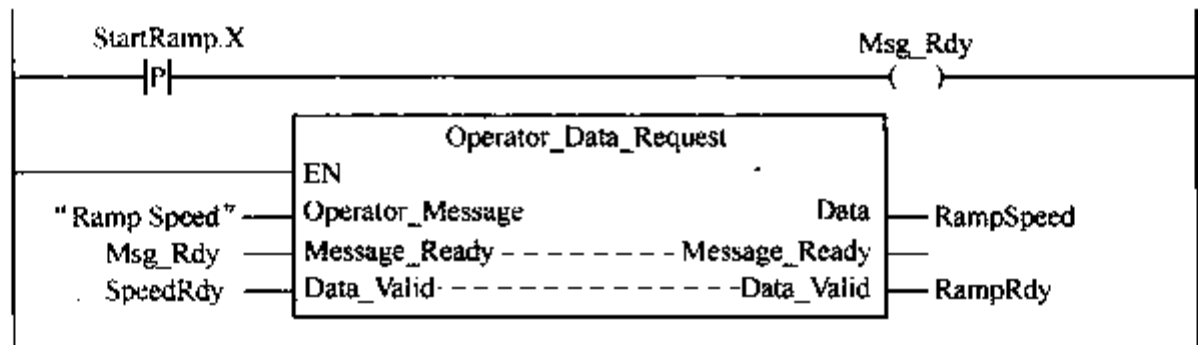 StartRamp.X
Msg_Rdy
P
Operator_Data_Request
EN
"Ramp Speed" Operator_Message Data RampSpeed
Msg_Rdy Message_Ready Message_Ready
SpeedRdy Data_Valid Data_Valid RampRdy